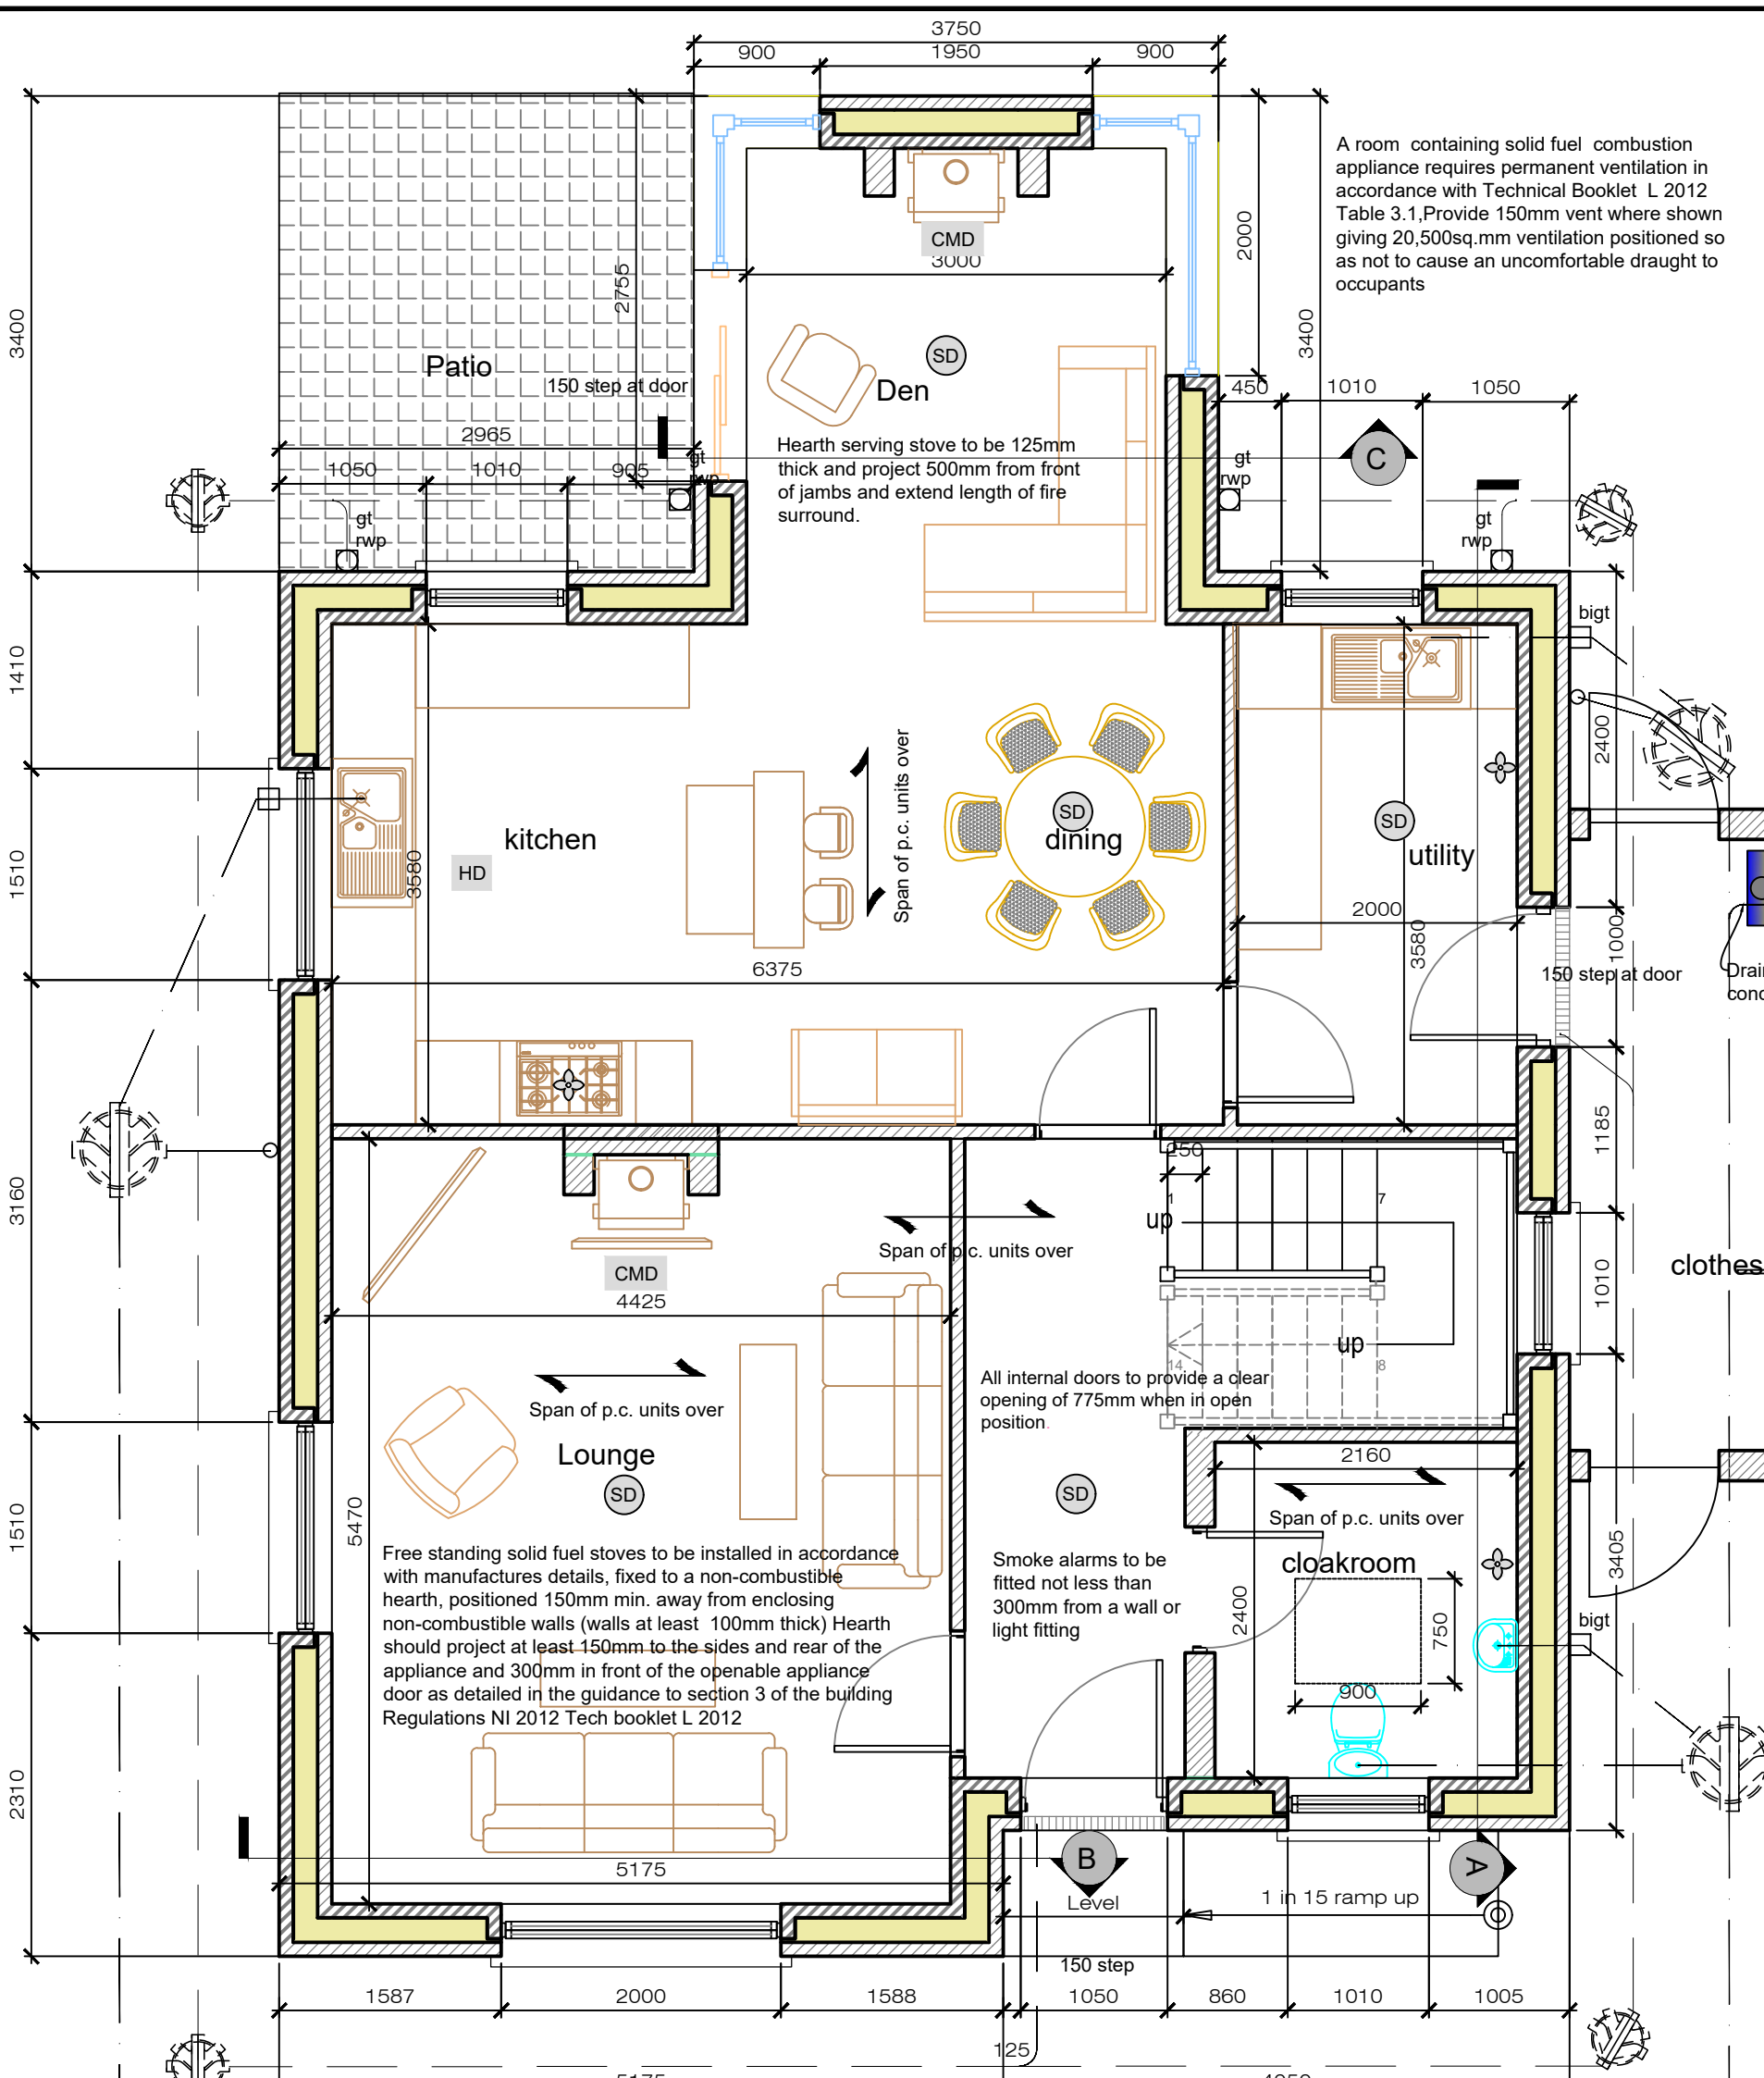 3750
900
1950
900
A room containing solid fuel combustion
appliance requires permanent ventilation in
accordance with Technical Booklet L 2012
Table 3.1,Provide 150mm vent where shown
giving 20,500sq.mm ventilation positioned so
as not to cause an uncomfortable draught to
occupants
CMD
3000
2000
2755
3400
3400
SD
Patio
150 step at door
Den
450
1010
1050
2965
Hearth serving stove to be 125mm
thick and project 500mm from front
of jambs and extend length of fire
surround.
C
1050
1010
905
gt
rwp
gt
rwp
gt
rwp
gt
rwp
bigt
1410
2400
Span of p.c. units over
SD
SD
kitchen
dining
utility
HD
3580
1510
2000
3580
1000
6375
150 step at door
Drain
conc
1185
250
1
7
3160
up
Span of p.c. units over
CMD
4425
1010
clothes
up
14
8
All internal doors to provide a clear
opening of 775mm when in open
position.
Span of p.c. units over
Lounge
SD
SD
2160
Span of p.c. units over
5470
1510
3405
Free standing solid fuel stoves to be installed in accordance
with manufactures details, fixed to a non-combustible
hearth, positioned 150mm min. away from enclosing
non-combustible walls (walls at least 100mm thick) Hearth
should project at least 150mm to the sides and rear of the
appliance and 300mm in front of the openable appliance
door as detailed in the guidance to section 3 of the building
Regulations NI 2012 Tech booklet L 2012
Smoke alarms to be
fitted not less than
300mm from a wall or
light fitting
cloakroom
2400
750
bigt
900
2310
5175
B
A
Level
1 in 15 ramp up
150 step
1587
2000
1588
1050
860
1010
1005
125
5175